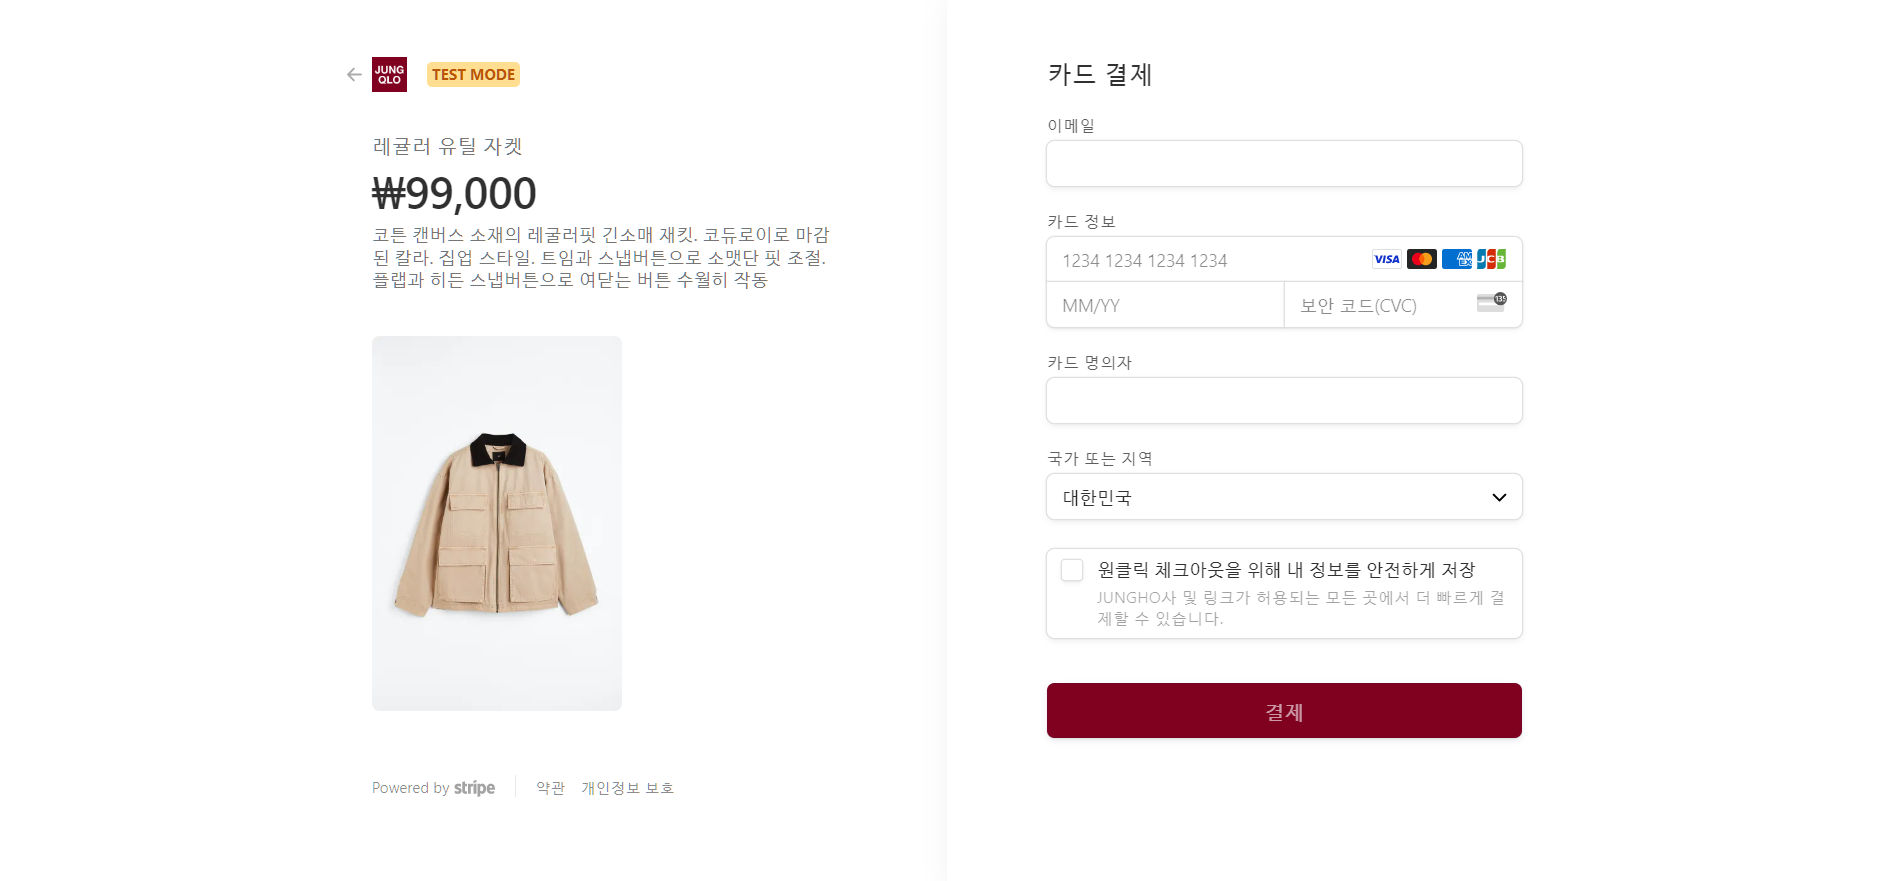 JUNG
QLO
TEST MODE
레귤러 유틸 자켓
₩99,000
코튼 캔버스 소재의 레굴러핏 긴소매 재킷. 코듀로이로 마감
된 칼라. 집업 스타일. 트임과 스냅버튼으로 소맷단 핏 조절.
플랩과 히든 스냅버튼으로 여닫는 버튼 수월히 작동
Powered by stripe
약관
개인정보 보호
카드 결제
이메일
카드 정보
1234 1234 1234 1234
VISA
AM
EX
JCB
MM/YY
보안 코드(CVC)
135
카드 명의자
국가 또는 지역
대한민국
원클릭 체크아웃을 위해 내 정보를 안전하게 저장
JUNGHO사 및 링크가 허용되는 모든 곳에서 더 빠르게 결
제할 수 있습니다.
결제